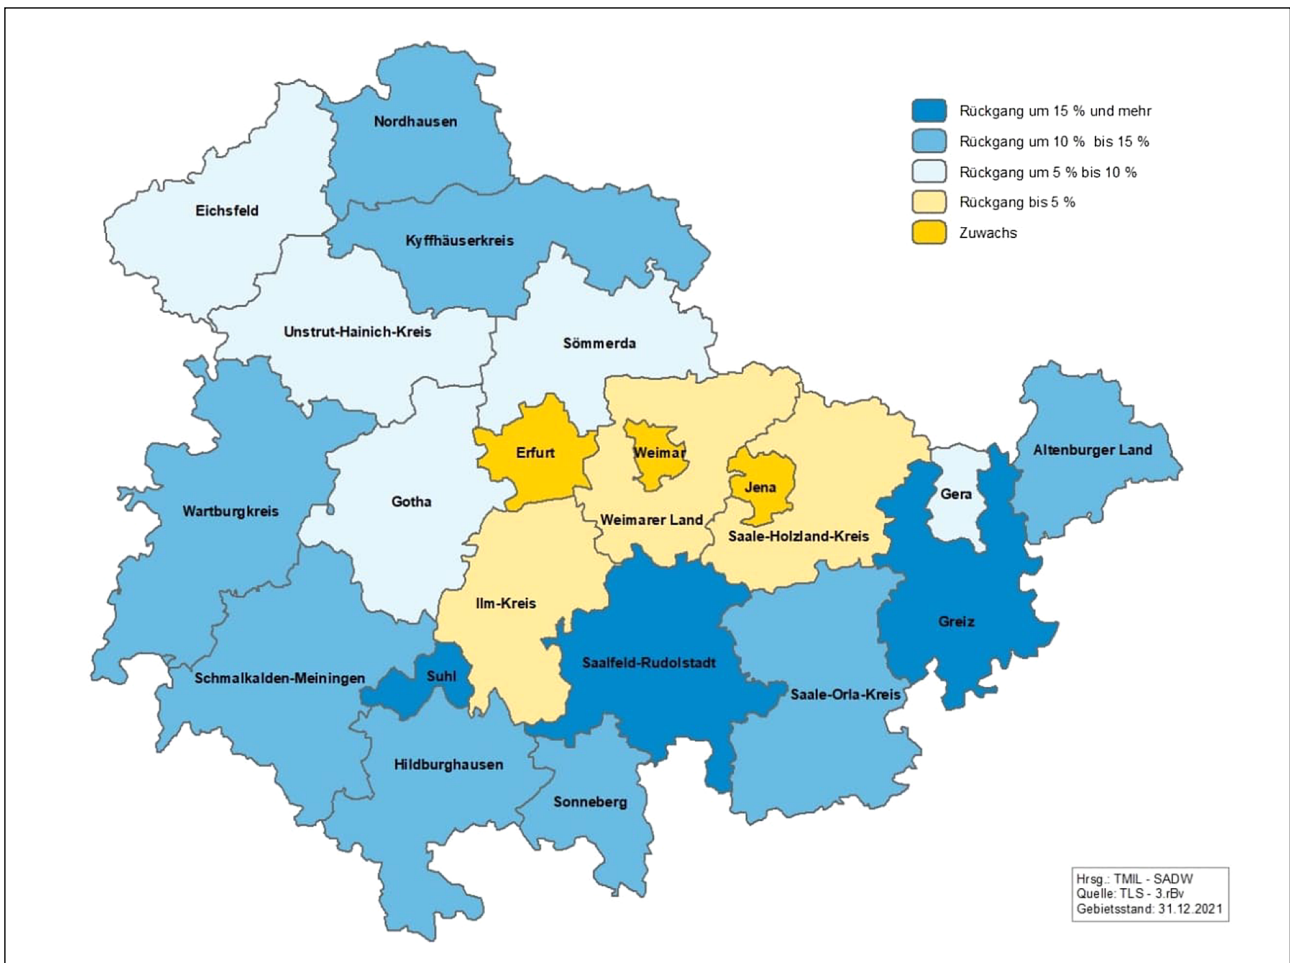 Rückgang um 15 % und mehr
Rückgang um 10 % bis 15 %
Rückgang um 5 % bis 10 %
Rückgang bis 5 %
Zuwachs
Nordhausen
Eichsfeld
Kyffhäuserkreis
Unstrut-Hainich-Kreis
Sömmerda
Erfurt
Weimar
Altenburger Land
Jena
Gera
Gotha
Wartburgkreis
Weimarer Land
Saale-Holzland-Kreis
Ilm-Kreis
Greiz
Saalfeld-Rudolstadt
Suhl
Schmalkalden-Meiningen
Saale-Orla-Kreis
Hildburghausen
Sonneberg
Hrsg.: TMIL - SADW
Quelle: TLS - 3.rBv
Gebietsstand: 31.12.2021